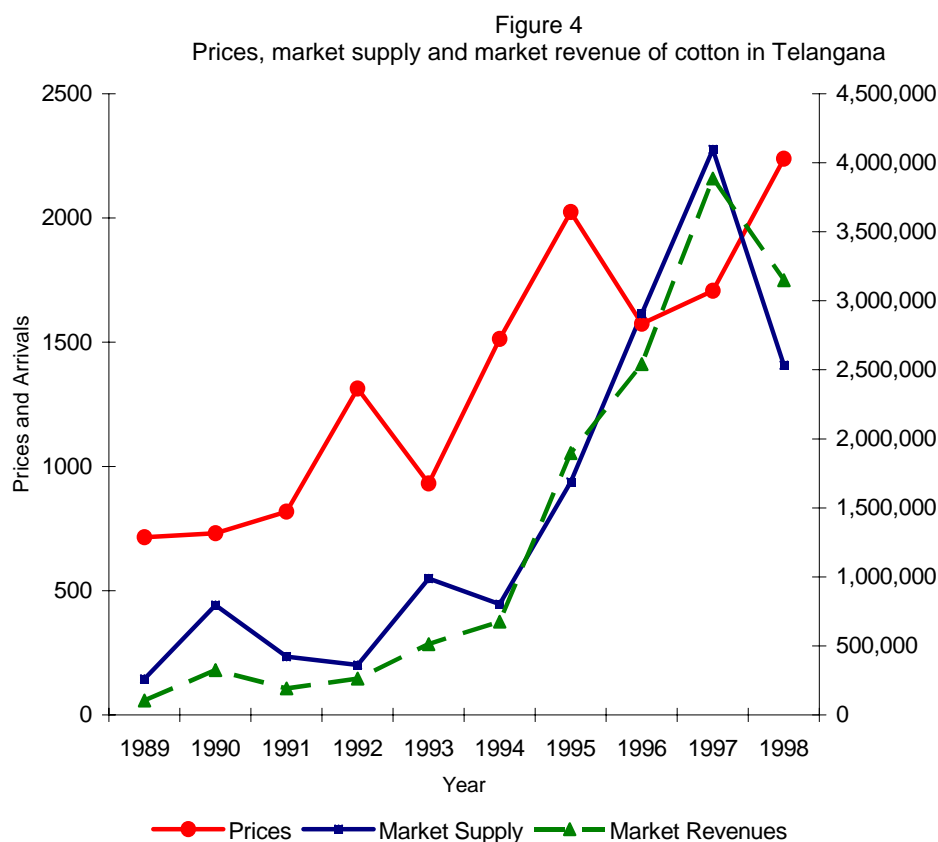 Figure 4
Prices, market supply and market revenue of cotton in Telangana
2500
2000
1500
1000
500
0
Prices and Arrivals
4,500,000
4,000,000
3,500,000
3,000,000
2,500,000
2,000,000
1,500,000
1,000,000
500,000
0
1989 1990 1991 1992 1993 1994 1995 1996 1997 1998
Year
Prices Market Supply Market Revenues